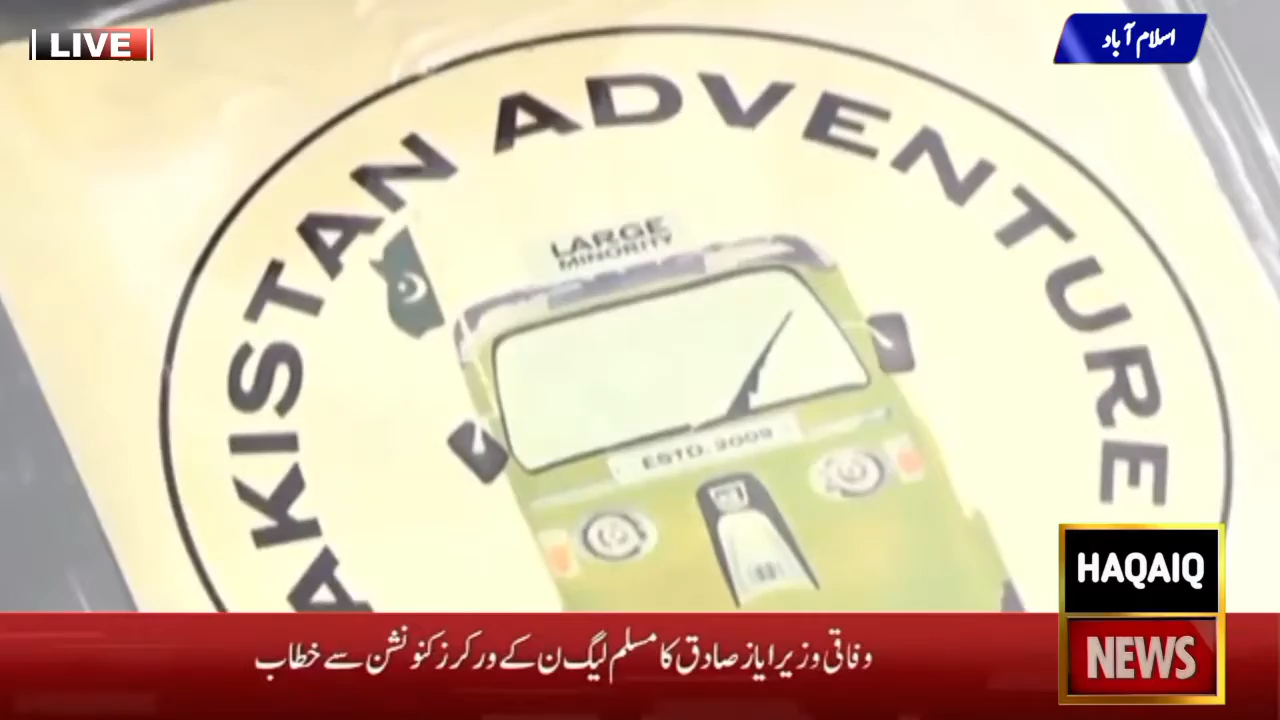 LIVE
اسلام آباد
PAKISTAN ADVENTURE
LARGE
MINORITY
ESTD. 2009
HAQAIQ
NEWS
وفاقی وزیر ایاز صادق کا مسلم لیگ ن کے ورکرز کنونشن سے خطاب